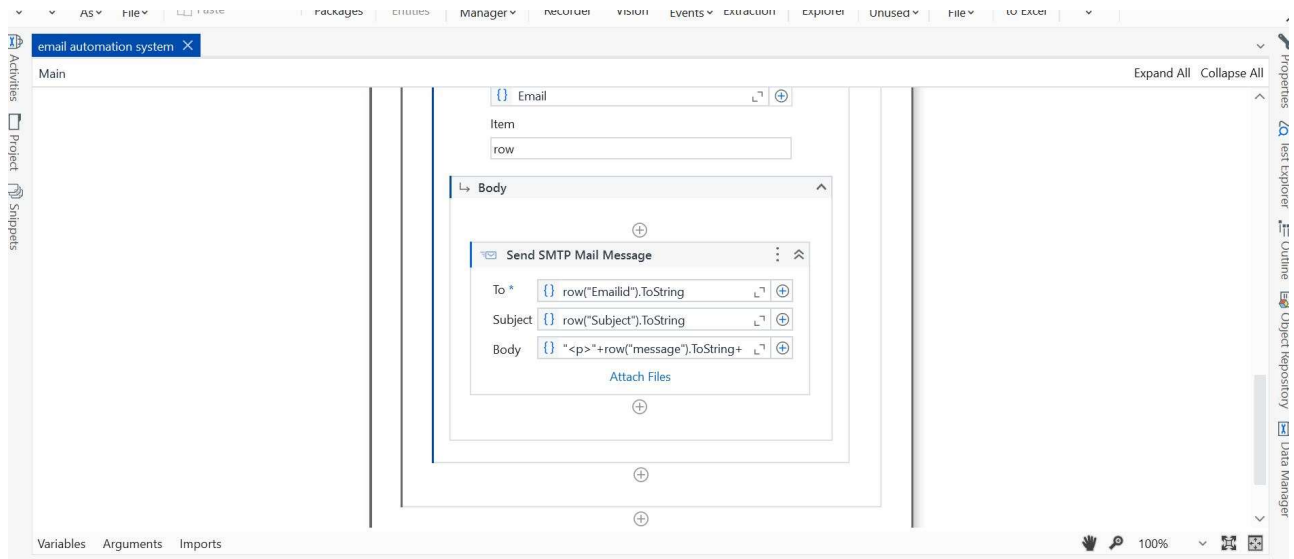 As File Paste Packages Entities Manager Recorder Vision Events Extraction Explorer Unused File to Excel
email automation system
Main Expand All Collapse All
Activities
Project
Snippets
{} Email
Item
row
Body
Send SMTP Mail Message
To * {} row("Emailid").ToString
Subject {} row("Subject").ToString
Body {} "<p>"+row("message").ToString+
Attach Files
Properties
Test Explorer
Outline
Object Repository
Data Manager
Variables Arguments Imports 100%